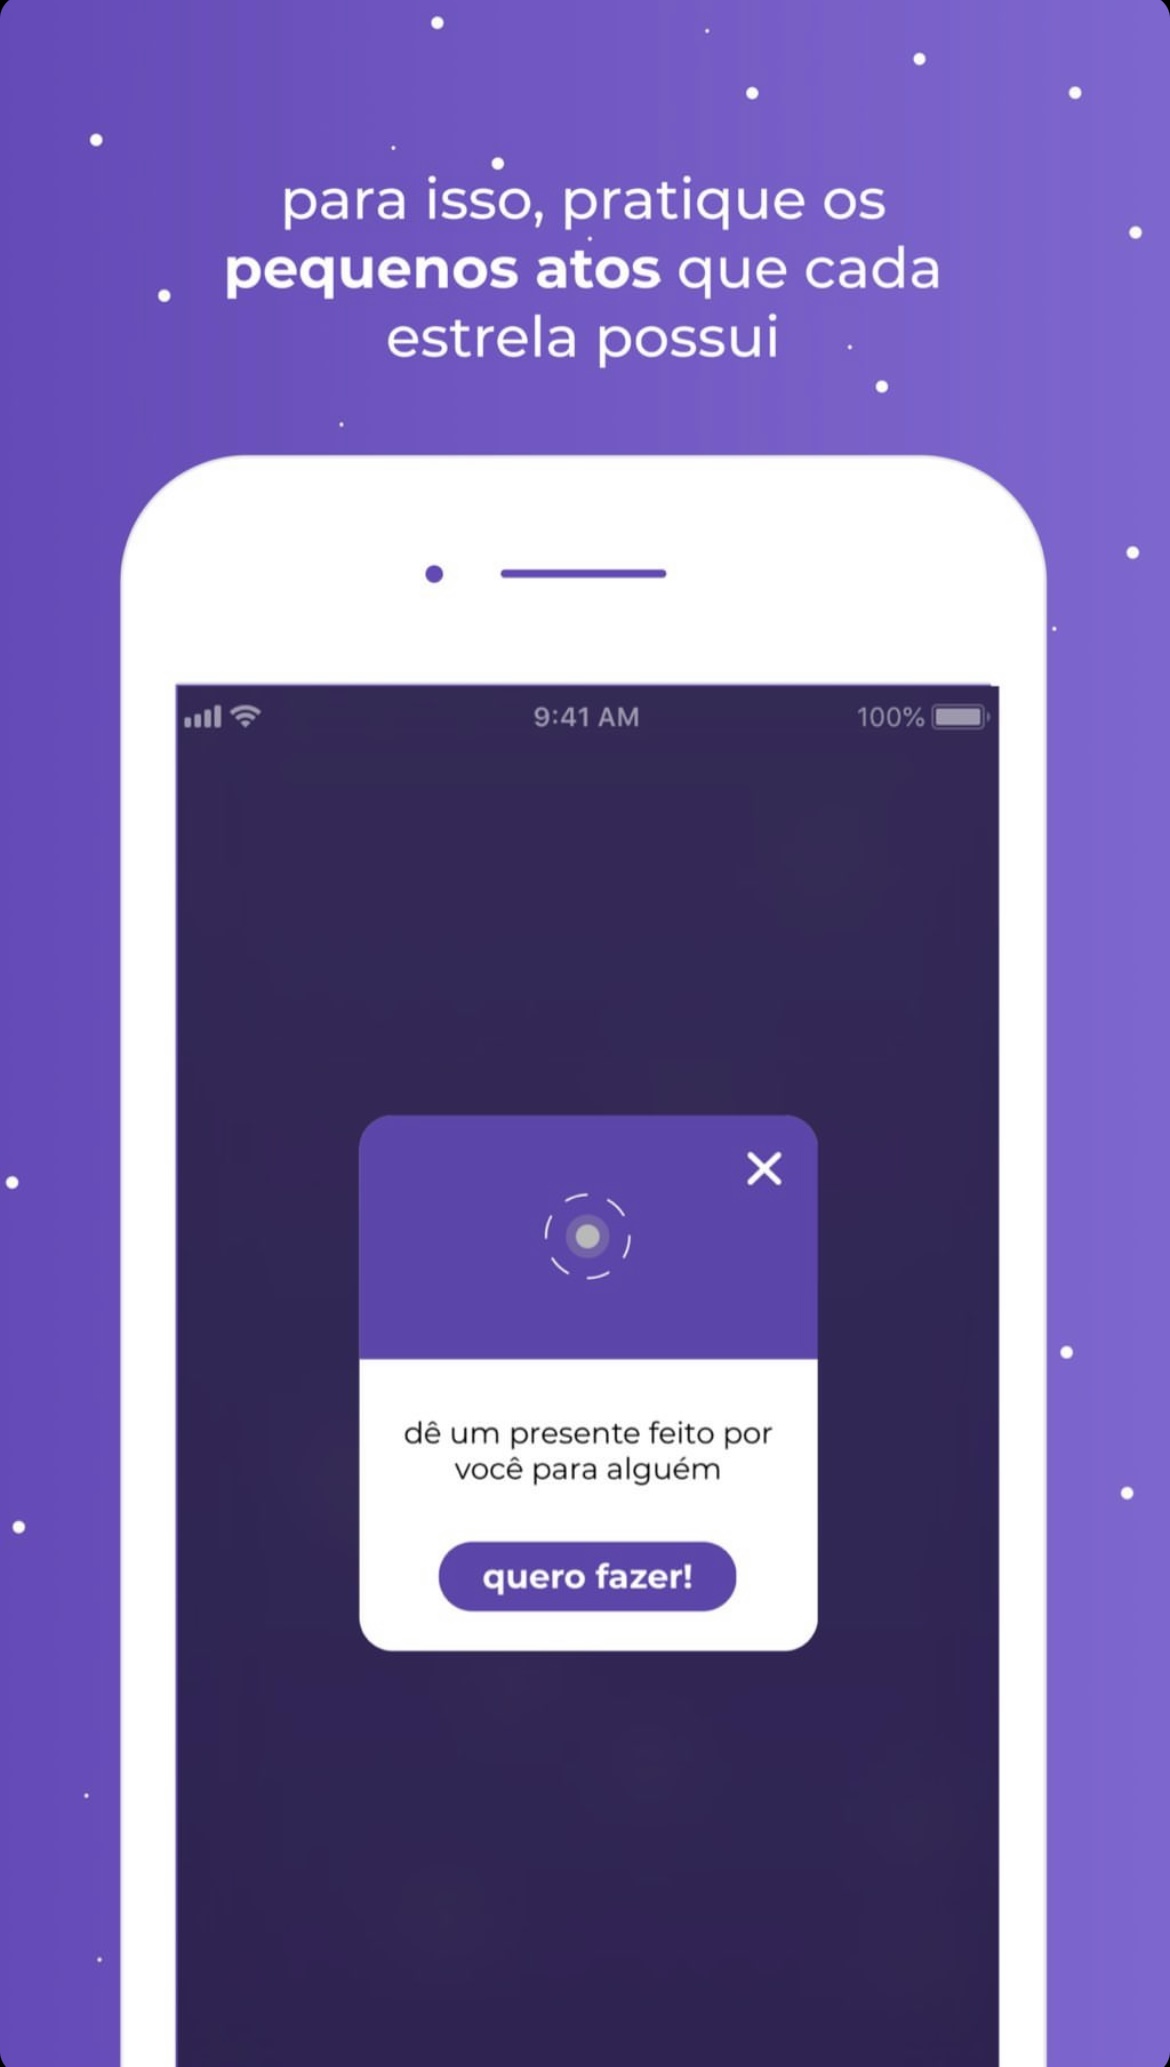 para isso, pratique os
pequenos atos que cada
estrela possui
9:41 AM
100%
dê um presente feito por
você para alguém
quero fazer!